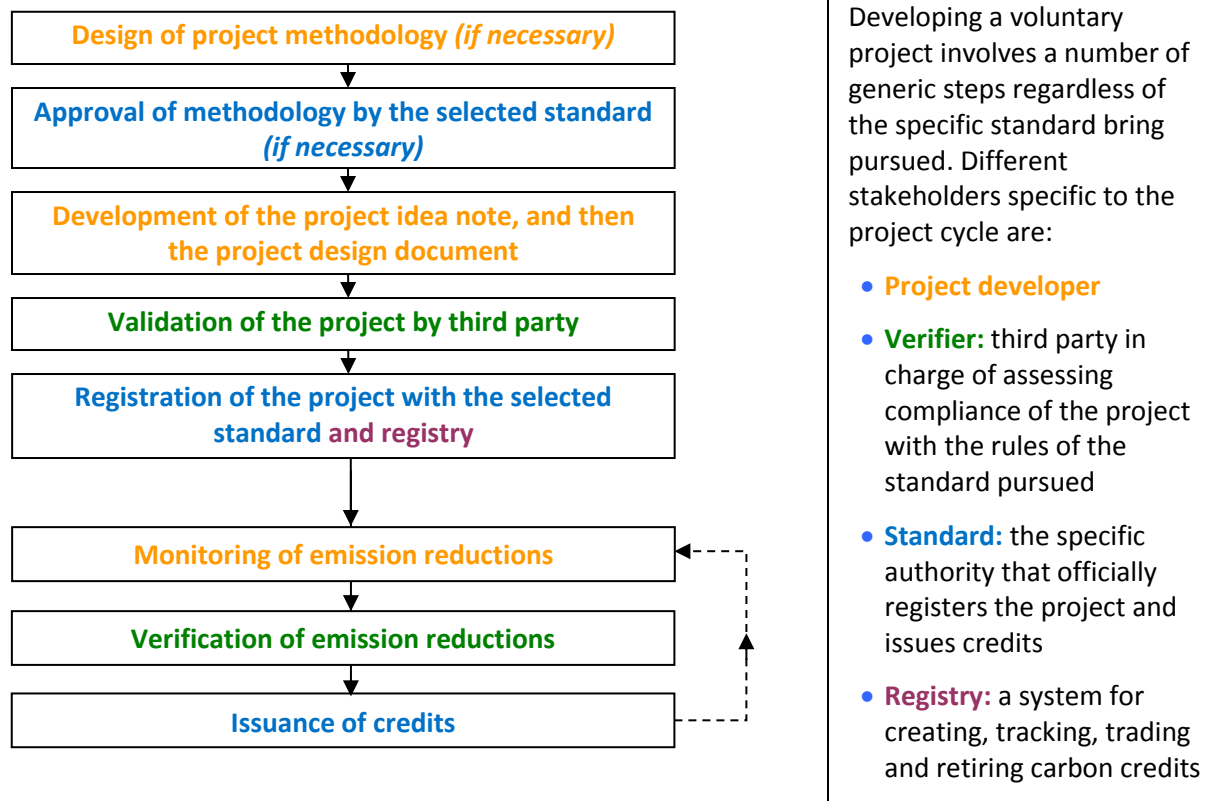 Design of project methodology (if necessary)
Approval of methodology by the selected standard
(if necessary)
Development of the project idea note, and then
the project design document
Validation of the project by third party
Registration of the project with the selected
standard and registry
Monitoring of emission reductions
Verification of emission reductions
Issuance of credits
Developing a voluntary
project involves a number of
generic steps regardless of
the specific standard bring
pursued. Different
stakeholders specific to the
project cycle are:
• Project developer
• Verifier: third party in
charge of assessing
compliance of the project
with the rules of the
standard pursued
• Standard: the specific
authority that officially
registers the project and
issues credits
• Registry: a system for
creating, tracking, trading
and retiring carbon credits